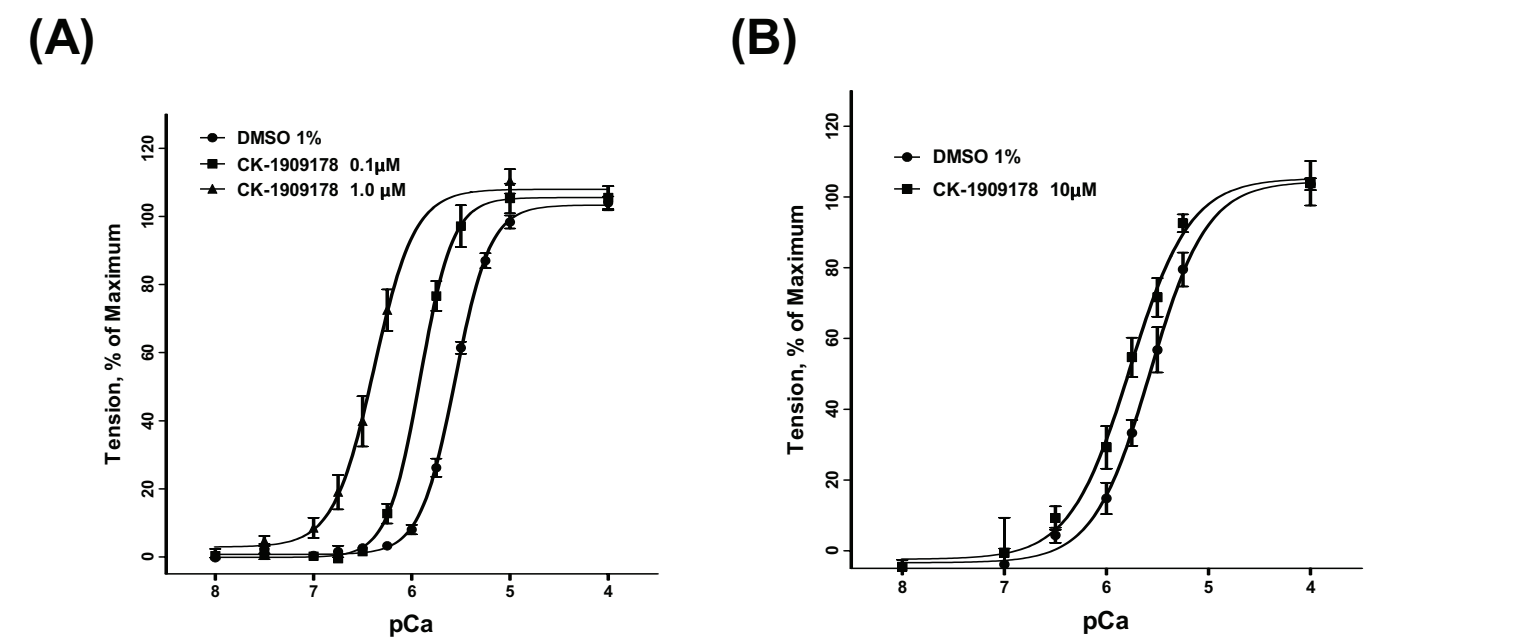 (A)
DMSO 1%
CK-1909178 0.1µM
CK-1909178 1.0 µM
Tension, % of Maximum
120
100
80
60
40
20
0
8 7 6 5 4
pCa
(B)
DMSO 1%
CK-1909178 10µM
Tension, % of Maximum
120
100
80
60
40
20
0
8 7 6 5 4
pCa